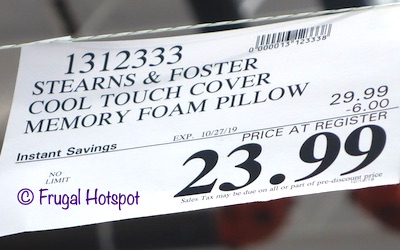 1312333
0000013123338
STEARNS & FOSTER
COOL TOUCH COVER
MEMORY FOAM PILLOW
29.99
-6.00
Instant Savings
EXP. 10/27/19
PRICE AT REGISTER
NO
LIMIT
23.99
Sales Tax may be due on all or part of pre-discount price
© Frugal Hotspot